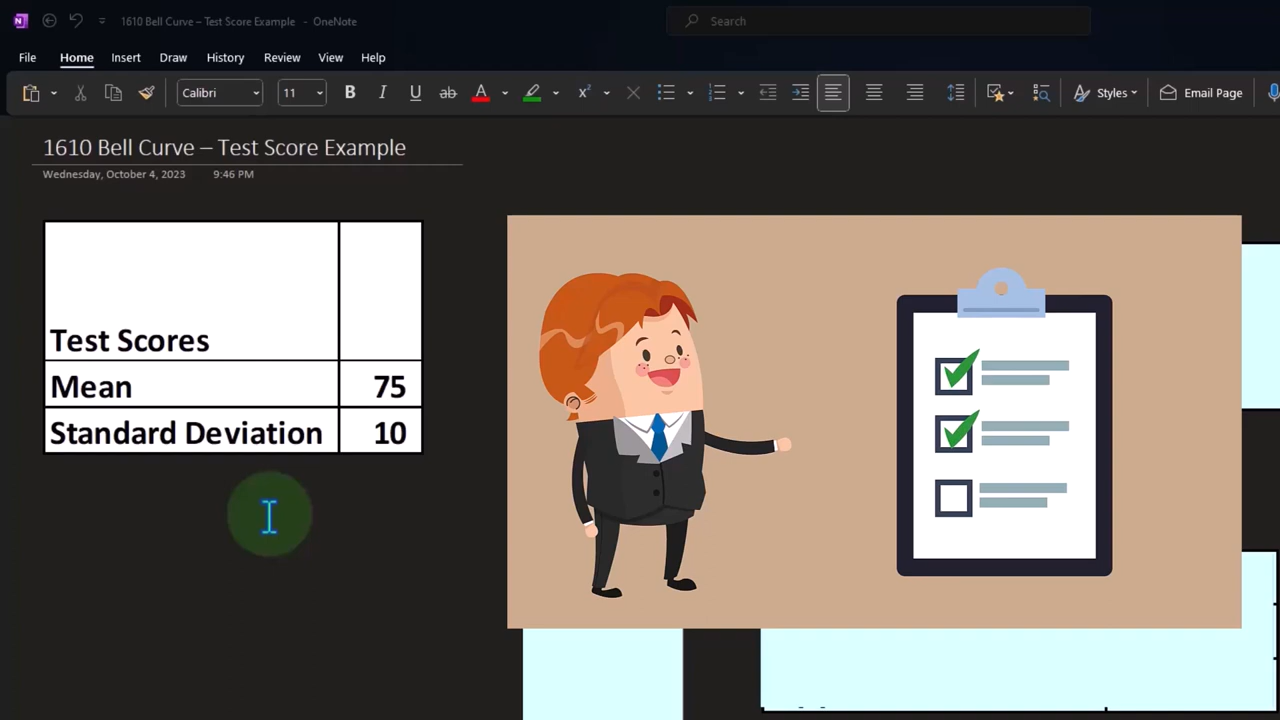 1610 Bell Curve – Test Score Example - OneNote
Search
File Home Insert Draw History Review View Help
Calibri 11 Styles Email Page
1610 Bell Curve – Test Score Example
Wednesday, October 4, 2023 9:46 PM
Test Scores
Mean 75
Standard Deviation 10